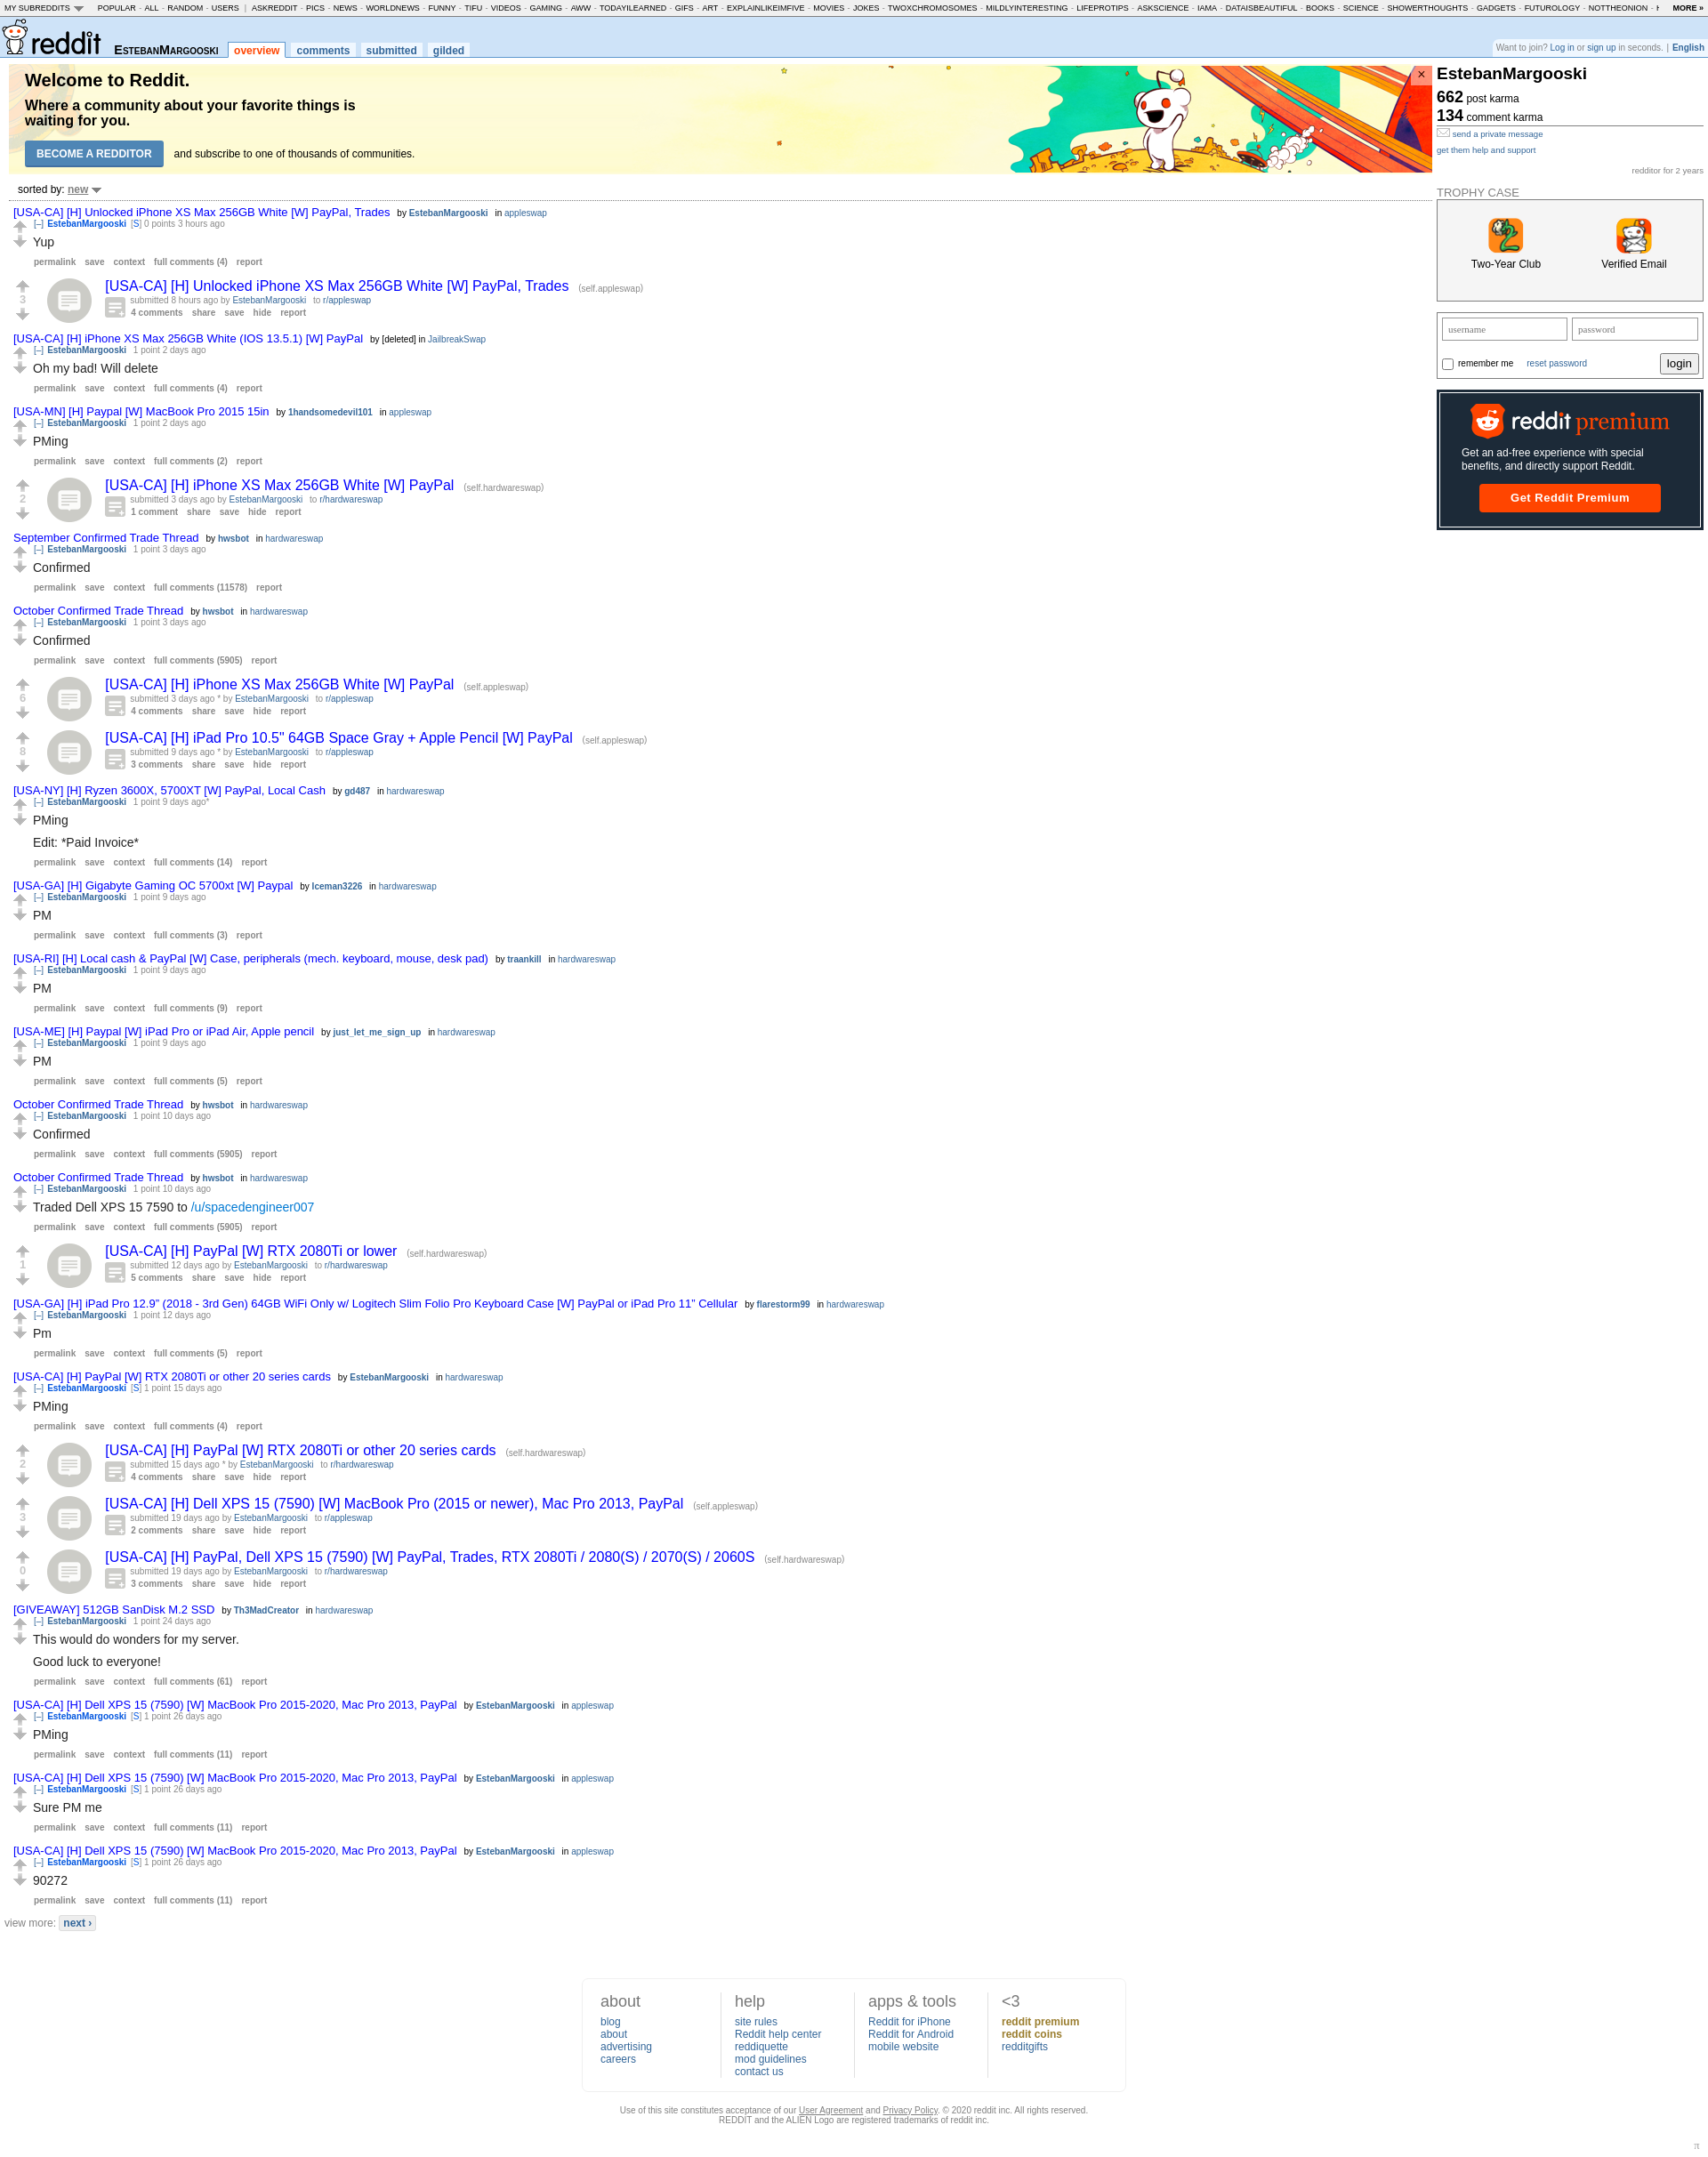 MY SUBREDDITS POPULAR - ALL - RANDOM - USERS | ASKREDDIT - PICS - NEWS - WORLDNEWS - FUNNY - TIFU - VIDEOS - GAMING - AWW - TODAYILEARNED - GIFS - ART - EXPLAINLIKEIMFIVE - MOVIES - JOKES - TWOXCHROMOSOMES - MILDLYINTERESTING - LIFEPROTIPS - ASKSCIENCE - IAMA - DATAISBEAUTIFUL - BOOKS - SCIENCE - SHOWERTHOUGHTS - GADGETS - FUTUROLOGY - NOTTHEONION - MORE »
reddit ESTEBANMARGOOSKI overview comments submitted gilded
Want to join? Log in or sign up in seconds. | English
Welcome to Reddit.
Where a community about your favorite things is
waiting for you.
BECOME A REDDITOR and subscribe to one of thousands of communities.
×
sorted by: new
[USA-CA] [H] Unlocked iPhone XS Max 256GB White [W] PayPal, Trades by EstebanMargooski in appleswap
[–] EstebanMargooski [S] 0 points 3 hours ago
Yup
permalink save context full comments (4) report
[USA-CA] [H] Unlocked iPhone XS Max 256GB White [W] PayPal, Trades (self.appleswap)
3
submitted 8 hours ago by EstebanMargooski to r/appleswap
4 comments share save hide report
[USA-CA] [H] iPhone XS Max 256GB White (IOS 13.5.1) [W] PayPal by [deleted] in JailbreakSwap
[–] EstebanMargooski 1 point 2 days ago
Oh my bad! Will delete
permalink save context full comments (4) report
[USA-MN] [H] Paypal [W] MacBook Pro 2015 15in by 1handsomedevil101 in appleswap
[–] EstebanMargooski 1 point 2 days ago
PMing
permalink save context full comments (2) report
[USA-CA] [H] iPhone XS Max 256GB White [W] PayPal (self.hardwareswap)
2
submitted 3 days ago by EstebanMargooski to r/hardwareswap
1 comment share save hide report
September Confirmed Trade Thread by hwsbot in hardwareswap
[–] EstebanMargooski 1 point 3 days ago
Confirmed
permalink save context full comments (11578) report
October Confirmed Trade Thread by hwsbot in hardwareswap
[–] EstebanMargooski 1 point 3 days ago
Confirmed
permalink save context full comments (5905) report
[USA-CA] [H] iPhone XS Max 256GB White [W] PayPal (self.appleswap)
6
submitted 3 days ago * by EstebanMargooski to r/appleswap
4 comments share save hide report
[USA-CA] [H] iPad Pro 10.5" 64GB Space Gray + Apple Pencil [W] PayPal (self.appleswap)
8
submitted 9 days ago * by EstebanMargooski to r/appleswap
3 comments share save hide report
[USA-NY] [H] Ryzen 3600X, 5700XT [W] PayPal, Local Cash by gd487 in hardwareswap
[–] EstebanMargooski 1 point 9 days ago*
PMing
Edit: *Paid Invoice*
permalink save context full comments (14) report
[USA-GA] [H] Gigabyte Gaming OC 5700xt [W] Paypal by Iceman3226 in hardwareswap
[–] EstebanMargooski 1 point 9 days ago
PM
permalink save context full comments (3) report
[USA-RI] [H] Local cash & PayPal [W] Case, peripherals (mech. keyboard, mouse, desk pad) by traankill in hardwareswap
[–] EstebanMargooski 1 point 9 days ago
PM
permalink save context full comments (9) report
[USA-ME] [H] Paypal [W] iPad Pro or iPad Air, Apple pencil by just_let_me_sign_up in hardwareswap
[–] EstebanMargooski 1 point 9 days ago
PM
permalink save context full comments (5) report
October Confirmed Trade Thread by hwsbot in hardwareswap
[–] EstebanMargooski 1 point 10 days ago
Confirmed
permalink save context full comments (5905) report
October Confirmed Trade Thread by hwsbot in hardwareswap
[–] EstebanMargooski 1 point 10 days ago
Traded Dell XPS 15 7590 to /u/spacedengineer007
permalink save context full comments (5905) report
[USA-CA] [H] PayPal [W] RTX 2080Ti or lower (self.hardwareswap)
1
submitted 12 days ago by EstebanMargooski to r/hardwareswap
5 comments share save hide report
[USA-GA] [H] iPad Pro 12.9” (2018 - 3rd Gen) 64GB WiFi Only w/ Logitech Slim Folio Pro Keyboard Case [W] PayPal or iPad Pro 11” Cellular by flarestorm99 in hardwareswap
[–] EstebanMargooski 1 point 12 days ago
Pm
permalink save context full comments (5) report
[USA-CA] [H] PayPal [W] RTX 2080Ti or other 20 series cards by EstebanMargooski in hardwareswap
[–] EstebanMargooski [S] 1 point 15 days ago
PMing
permalink save context full comments (4) report
[USA-CA] [H] PayPal [W] RTX 2080Ti or other 20 series cards (self.hardwareswap)
2
submitted 15 days ago * by EstebanMargooski to r/hardwareswap
4 comments share save hide report
[USA-CA] [H] Dell XPS 15 (7590) [W] MacBook Pro (2015 or newer), Mac Pro 2013, PayPal (self.appleswap)
3
submitted 19 days ago by EstebanMargooski to r/appleswap
2 comments share save hide report
[USA-CA] [H] PayPal, Dell XPS 15 (7590) [W] PayPal, Trades, RTX 2080Ti / 2080(S) / 2070(S) / 2060S (self.hardwareswap)
0
submitted 19 days ago by EstebanMargooski to r/hardwareswap
3 comments share save hide report
[GIVEAWAY] 512GB SanDisk M.2 SSD by Th3MadCreator in hardwareswap
[–] EstebanMargooski 1 point 24 days ago
This would do wonders for my server.
Good luck to everyone!
permalink save context full comments (61) report
[USA-CA] [H] Dell XPS 15 (7590) [W] MacBook Pro 2015-2020, Mac Pro 2013, PayPal by EstebanMargooski in appleswap
[–] EstebanMargooski [S] 1 point 26 days ago
PMing
permalink save context full comments (11) report
[USA-CA] [H] Dell XPS 15 (7590) [W] MacBook Pro 2015-2020, Mac Pro 2013, PayPal by EstebanMargooski in appleswap
[–] EstebanMargooski [S] 1 point 26 days ago
Sure PM me
permalink save context full comments (11) report
[USA-CA] [H] Dell XPS 15 (7590) [W] MacBook Pro 2015-2020, Mac Pro 2013, PayPal by EstebanMargooski in appleswap
[–] EstebanMargooski [S] 1 point 26 days ago
90272
permalink save context full comments (11) report
view more: next ›
EstebanMargooski
662 post karma
134 comment karma
send a private message
get them help and support
redditor for 2 years
TROPHY CASE
Two-Year Club Verified Email
username password
remember me reset password login
reddit premium
Get an ad-free experience with special
benefits, and directly support Reddit.
Get Reddit Premium
about
blog
about
advertising
careers
help
site rules
Reddit help center
reddiquette
mod guidelines
contact us
apps & tools
Reddit for iPhone
Reddit for Android
mobile website
<3
reddit premium
reddit coins
redditgifts
Use of this site constitutes acceptance of our User Agreement and Privacy Policy. © 2020 reddit inc. All rights reserved.
REDDIT and the ALIEN Logo are registered trademarks of reddit inc.
π